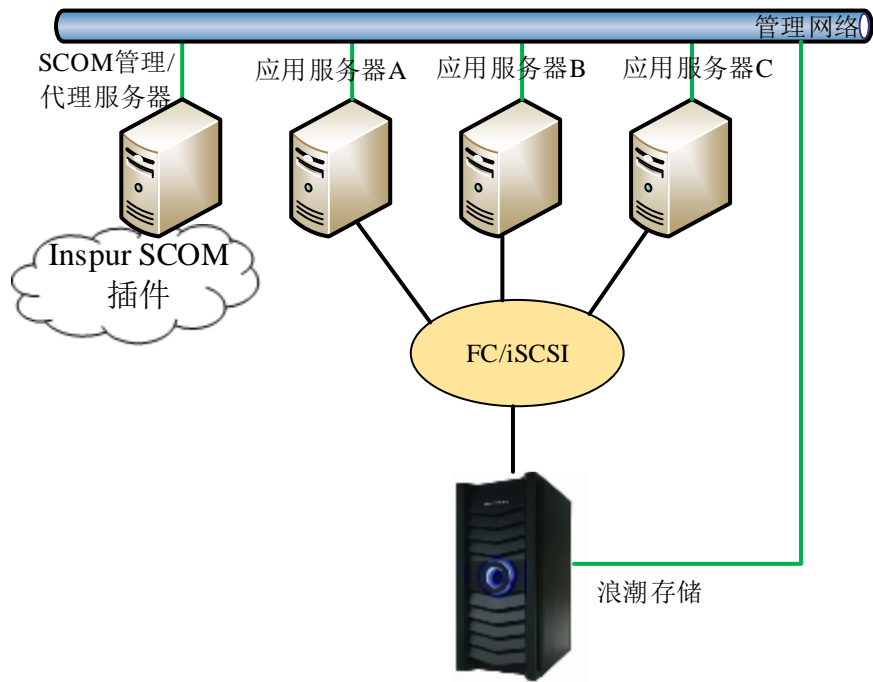 管理网络
SCOM管理/
代理服务器
应用服务器A
应用服务器B
应用服务器C
Inspur SCOM
插件
FC/iSCSI
浪潮存储